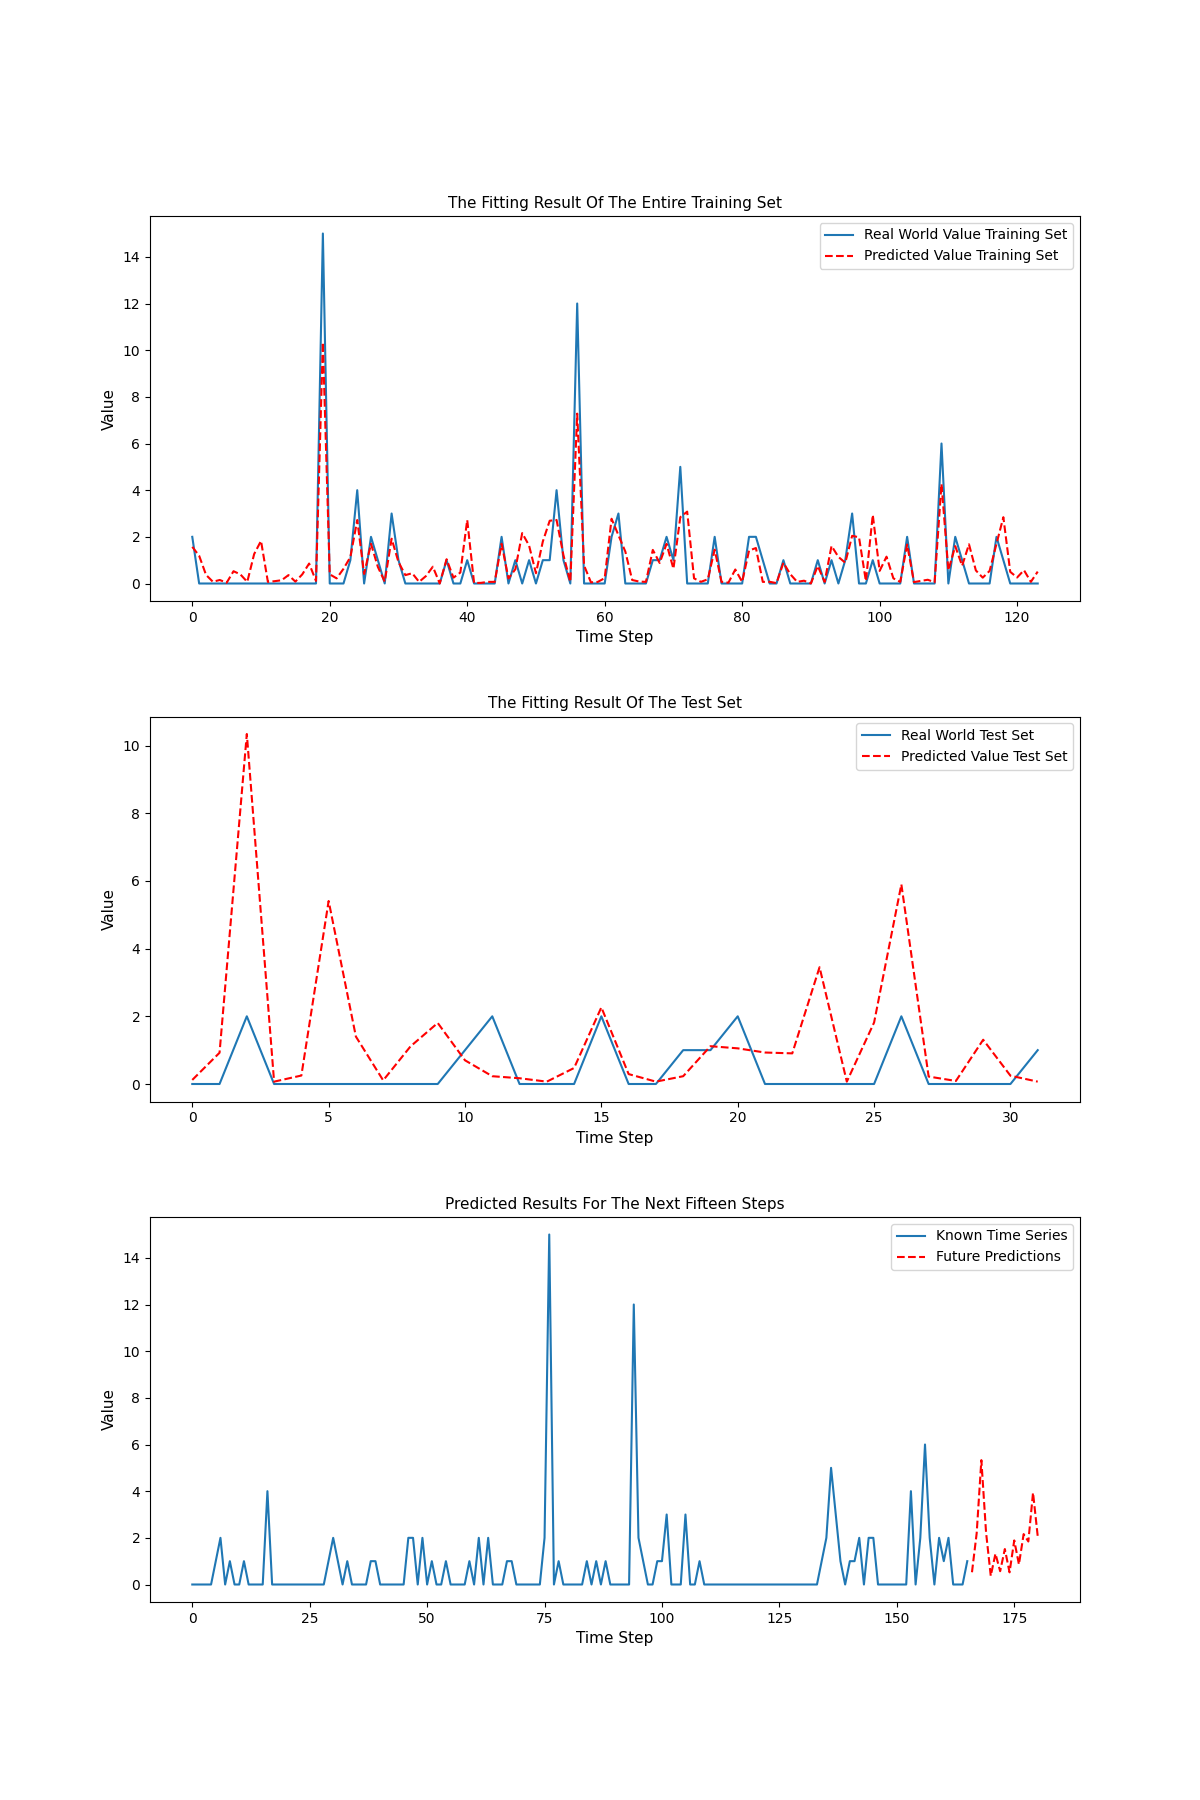 The Fitting Result Of The Entire Training Set
Real World Value Training Set
Predicted Value Training Set
14
12
10
8
6
4
2
0
Value
0 20 40 60 80 100 120
Time Step
The Fitting Result Of The Test Set
Real World Test Set
Predicted Value Test Set
10
8
6
4
2
0
Value
0 5 10 15 20 25 30
Time Step
Predicted Results For The Next Fifteen Steps
Known Time Series
Future Predictions
14
12
10
8
6
4
2
0
Value
0 25 50 75 100 125 150 175
Time Step